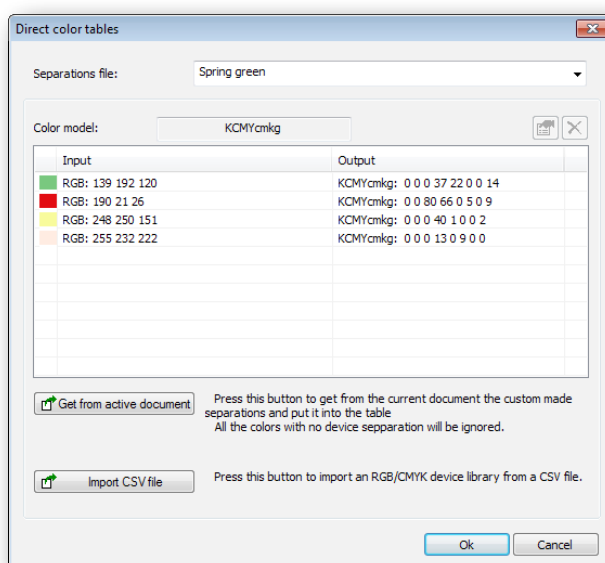 Direct color tables
Separations file: Spring green
Color model: KCMYcmkg
Input Output
RGB: 139 192 120 KCMYcmkg: 0 0 0 37 22 0 0 14
RGB: 190 21 26 KCMYcmkg: 0 0 80 66 0 5 0 9
RGB: 248 250 151 KCMYcmkg: 0 0 0 40 1 0 0 2
RGB: 255 232 222 KCMYcmkg: 0 0 0 13 0 9 0 0
Get from active document
Press this button to get from the current document the custom made
separations and put it into the table
All the colors with no device sepparation will be ignored.
Import CSV file
Press this button to import an RGB/CMYK device library from a CSV file.
Ok Cancel